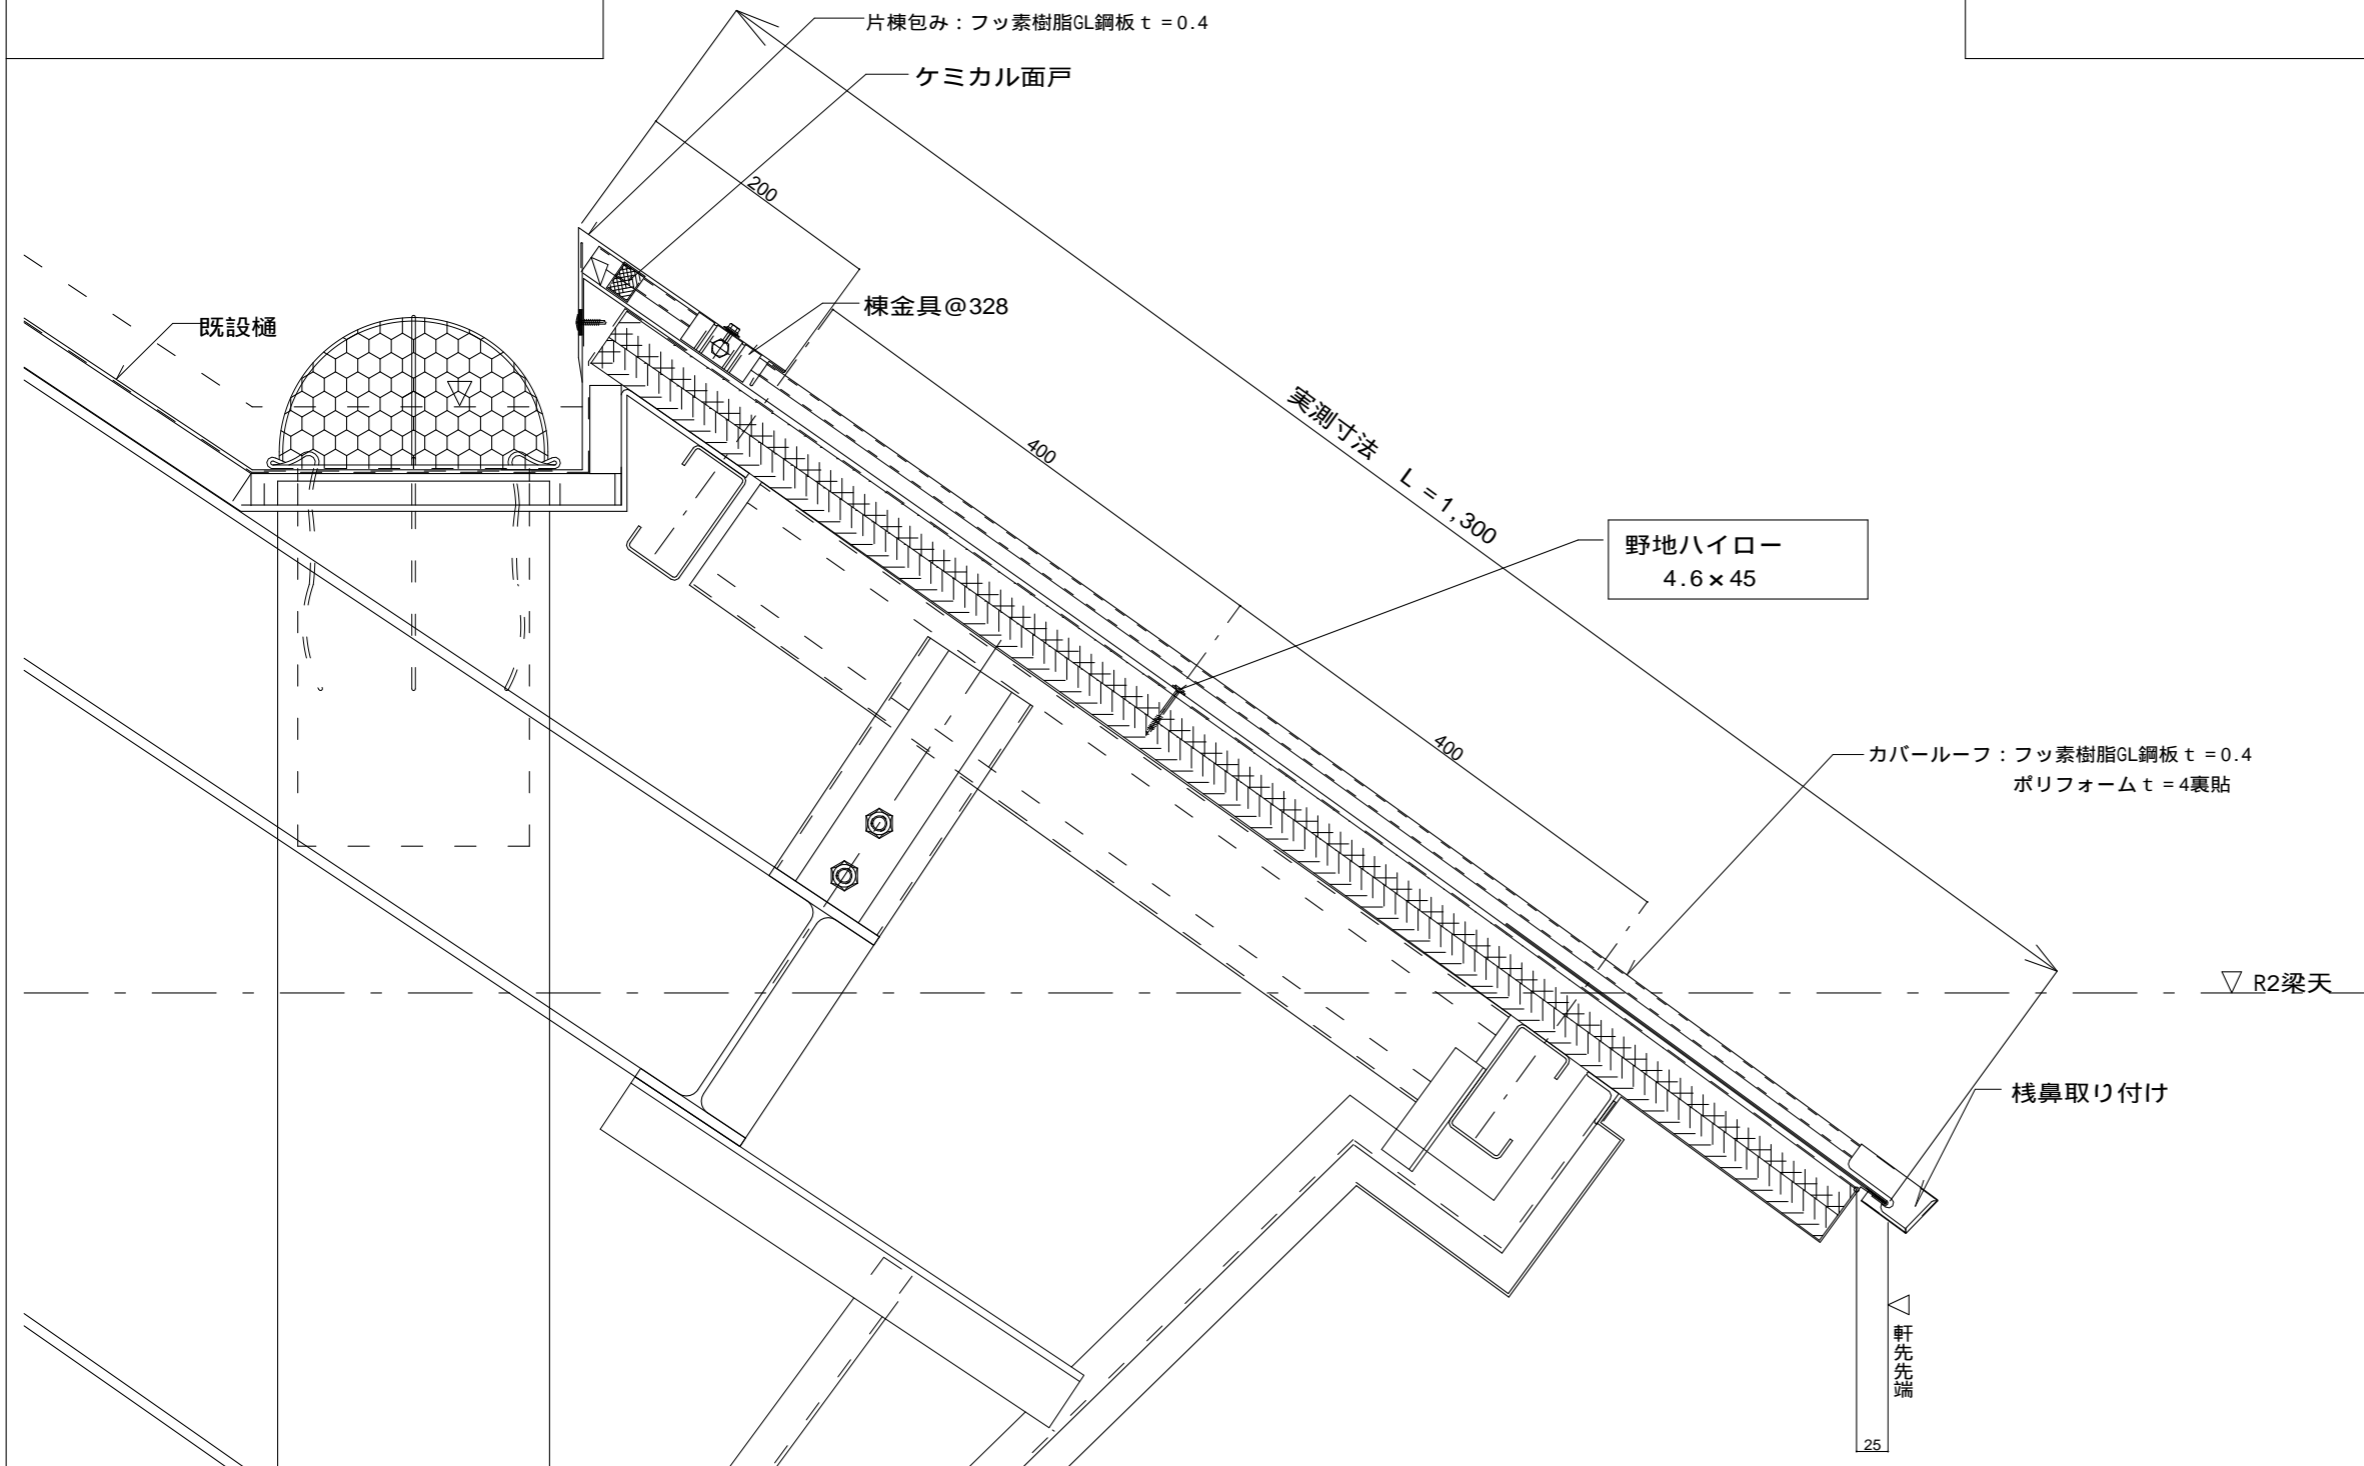 片棟包み：フッ素樹脂GL鋼板ｔ=0.4
ケミカル面戸
200
棟金具@328
既設樋
実測寸法　L =1,300
400
野地ハイロー
4.6×45
400
カバールーフ：フッ素樹脂GL鋼板ｔ=0.4
ポリフォームｔ=4裏貼
▽ R2梁天
桟鼻取り付け
軒先先端
25